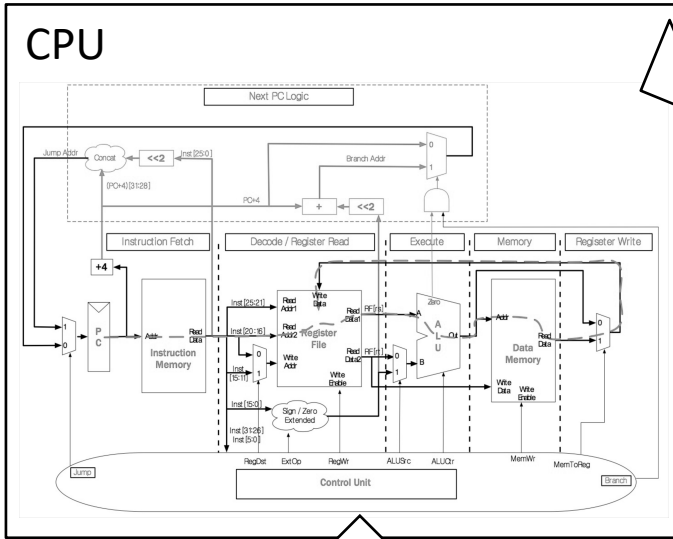 CPU
Next PC Logic
Jump Addr
Concat
<<2
Inst [25:0]
(PC+4) [31:28]
PC+4
Branch Addr
+
<<2
0
1
Instruction Fetch
Decode / Register Read
Execute
Memory
Regiseter Write
+4
1
0
PC
Addr
Read Data
Instruction Memory
Inst [25:21]
Inst [20:16]
Inst [15:11]
Inst [15:0]
Inst [31:26]
Inst [5:0]
0
1
Read Addr1
Read Addr2
Write Addr
Write Data
Register File
Read Data1
Read Data2
Write Enable
RF[rs]
RF[rt]
Sign / Zero Extended
0
1
Zero
A
B
ALU
Out
Addr
Read Data
Data Memory
Write Data
Write Enable
0
1
Jump
RegDst
ExtOp
RegWr
ALUSrc
ALUCtr
MemWr
MemToReg
Branch
Control Unit